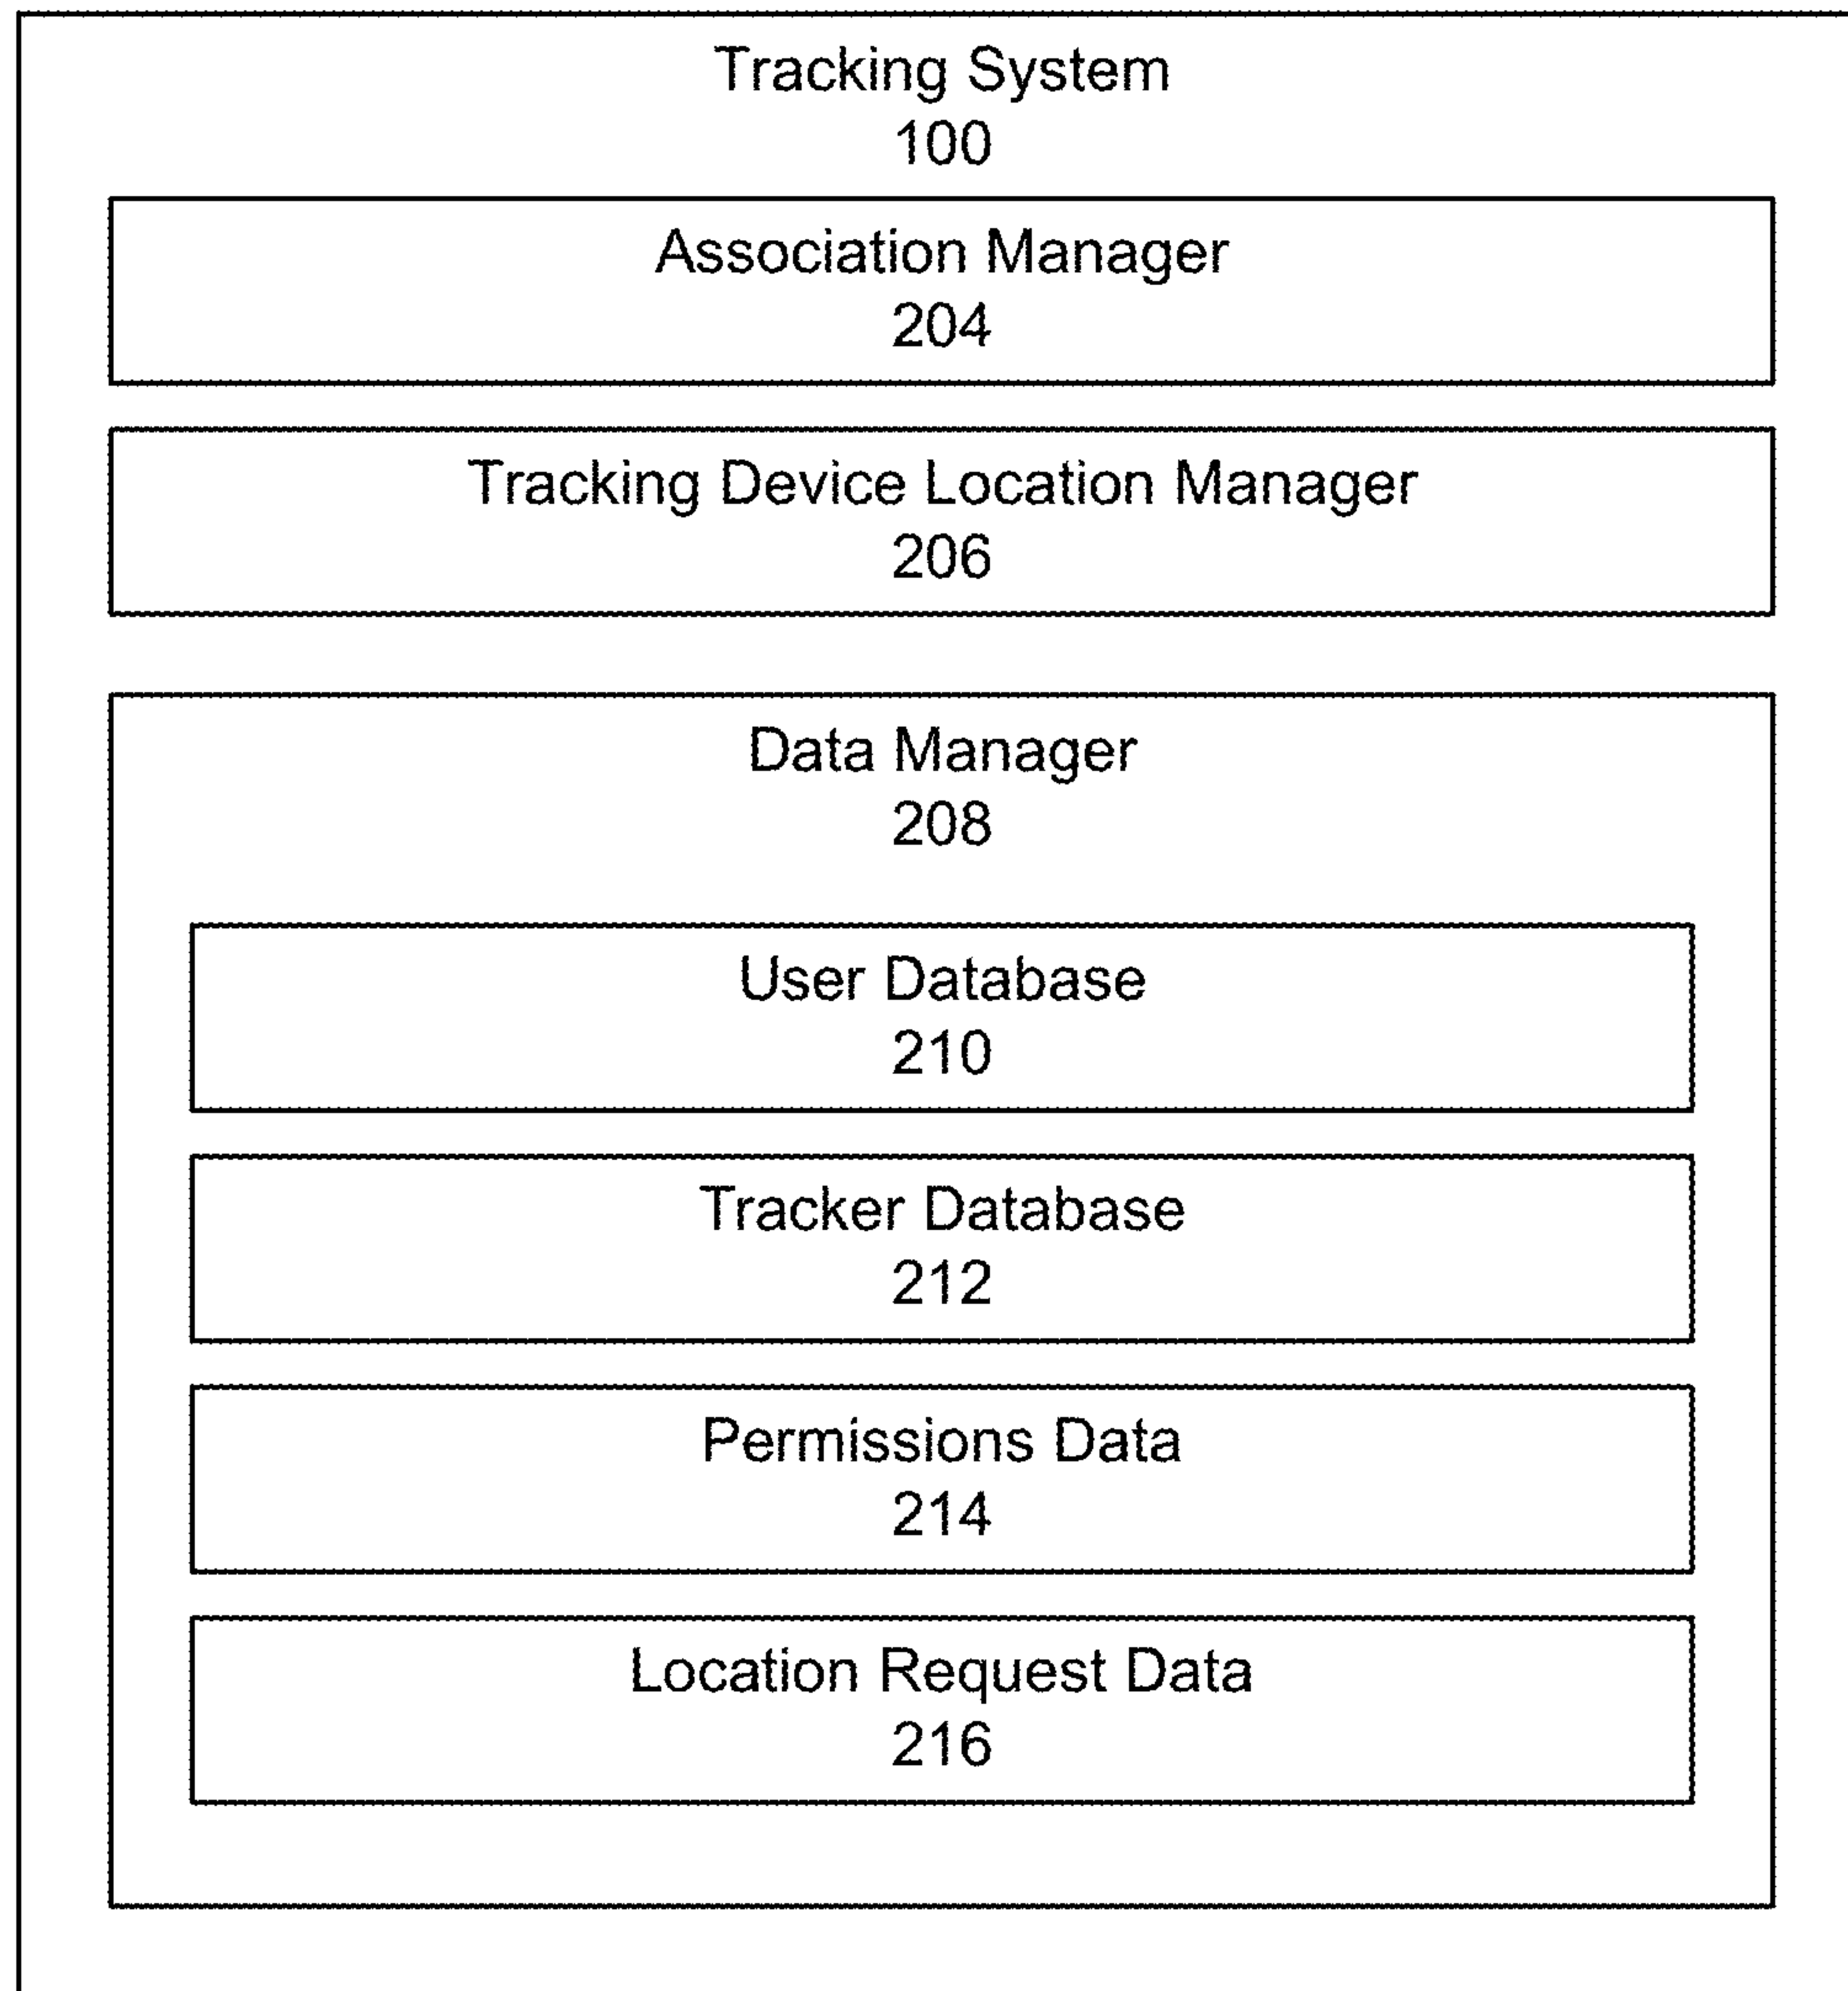 Tracking System
100
Association Manager
204
Tracking Device Location Manager
206
Data Manager
208
User Database
210
Tracker Database
212
Permissions Data
214
Location Request Data
216